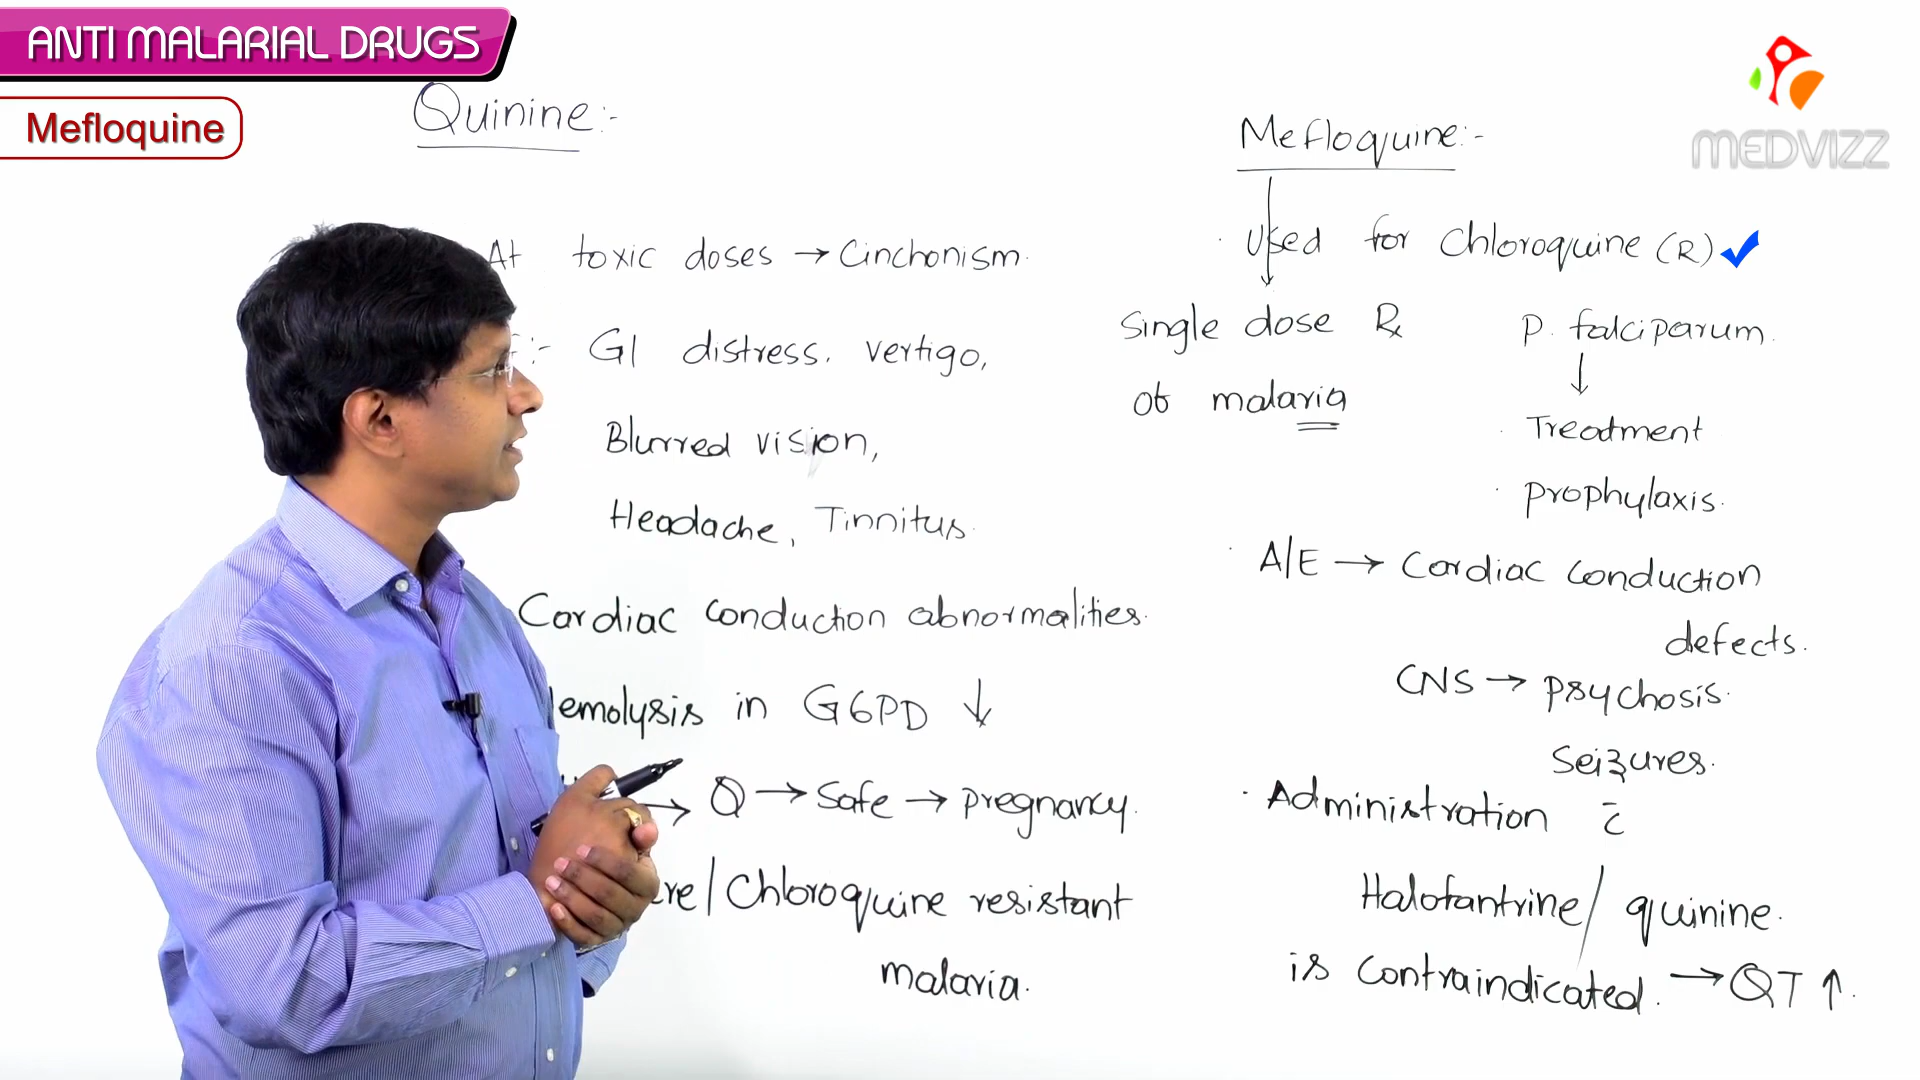 ANTI MALARIAL DRUGS
Mefloquine
MEDVIZZ
Quinine:-
At toxic doses → Cinchonism.
:- GI distress. vertigo,
Blurred vision,
Headache, Tinnitus.
Cardiac conduction abnormalities.
emolysis in G6PD ↓
→ Q → Safe → pregnancy.
ere/Chloroquine resistant
malaria.
Mefloquine:-
· Used for Chloroquine (R) ✓
Single dose ℞
of malaria
P. falciparum.
↓
· Treatment
· Prophylaxis.
· A/E → Cardiac conduction
defects.
CNS → psychosis.
Seizures.
· Administration c̄
Halofantrine/quinine.
is contraindicated. → QT ↑.